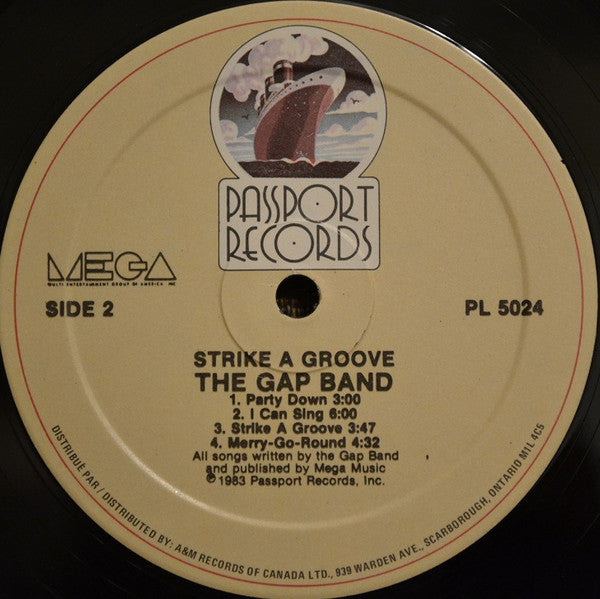 PASSPORT
RECORDS
MEGA
MULTI ENTERTAINMENT GROUP OF AMERICA INC
SIDE 2
PL 5024
STRIKE A GROOVE
THE GAP BAND
1. Party Down 3:00
2. I Can Sing 6:00
3. Strike A Groove 3:47
4. Merry-Go-Round 4:32
All songs written by the Gap Band
and published by Mega Music
℗1983 Passport Records, Inc.
DISTRIBUÉ PAR / DISTRIBUTED BY: A&M RECORDS OF CANADA LTD., 939 WARDEN AVE., SCARBOROUGH, ONTARIO M1L 4C5